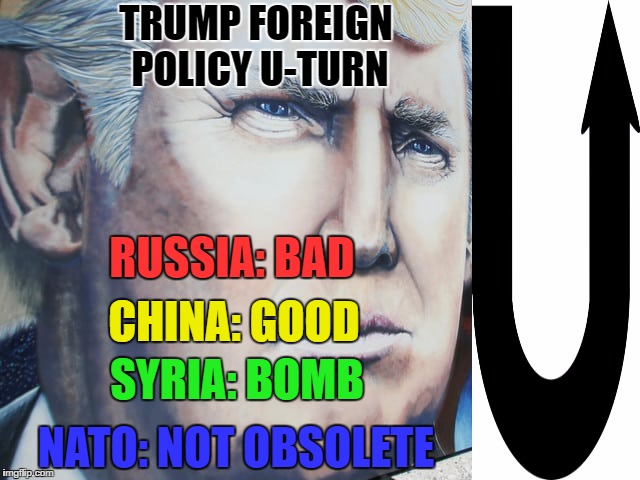 TRUMP FOREIGN
POLICY U-TURN
RUSSIA: BAD
CHINA: GOOD
SYRIA: BOMB
NATO: NOT OBSOLETE
imgflip.com